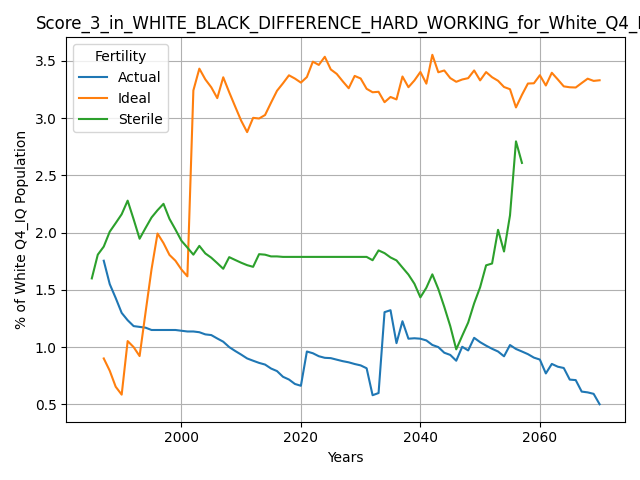 Score_3_in_WHITE_BLACK_DIFFERENCE_HARD_WORKING_for_White_Q4_I
Fertility
Actual
Ideal
Sterile
3.5
3.0
2.5
2.0
1.5
1.0
0.5
% of White Q4_IQ Population
2000 2020 2040 2060
Years